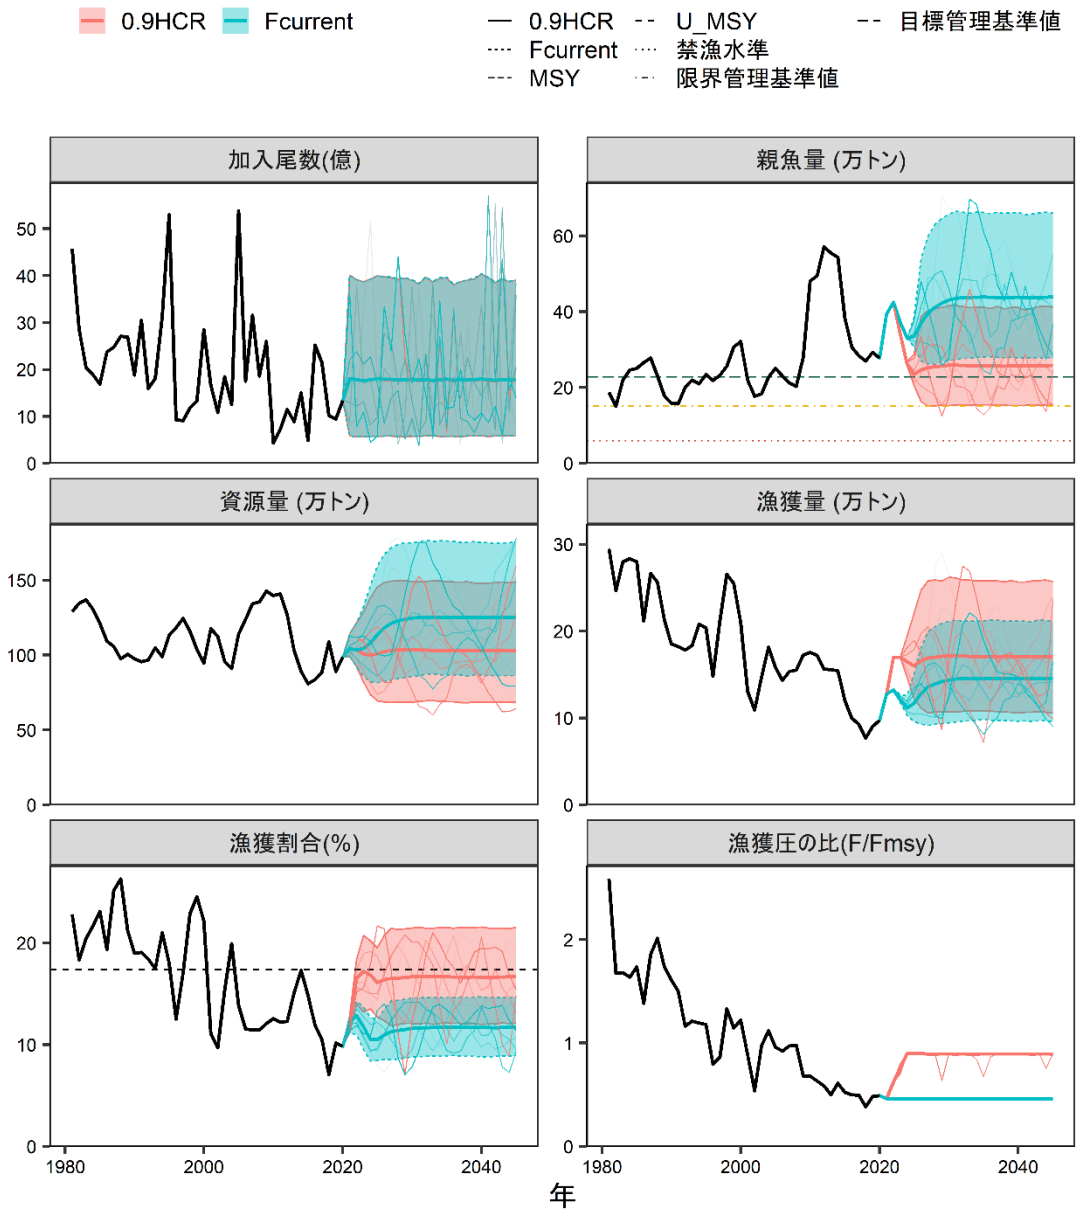 0.9HCR Fcurrent
0.9HCR U_MSY 目標管理基準値
Fcurrent 禁漁水準
MSY 限界管理基準値
加入尾数(億)
50
40
30
20
10
0
親魚量 (万トン)
60
40
20
0
資源量 (万トン)
150
100
50
0
漁獲量 (万トン)
30
20
10
0
漁獲割合(%)
20
10
0
1980 2000 2020 2040
漁獲圧の比(F/Fmsy)
2
1
0
1980 2000 2020 2040
年